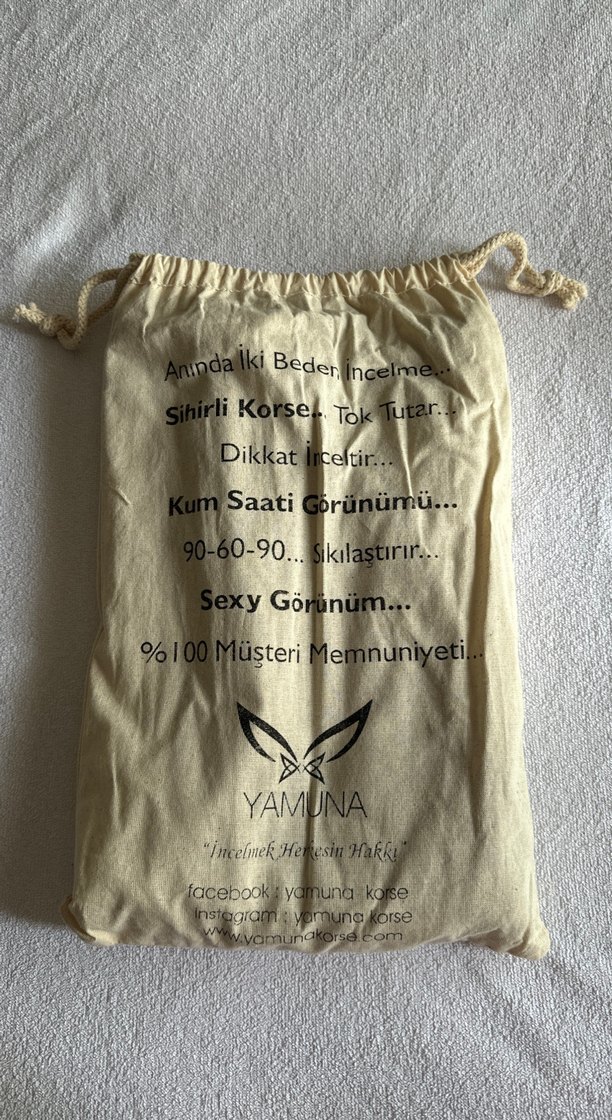 Anında İki Beden İncelme...
Sihirli Korse... Tok Tutar...
Dikkat İnceltir...
Kum Saati Görünümü...
90-60-90... Sıkılaştırır...
Sexy Görünüm...
%100 Müşteri Memnuniyeti...
YAMUNA
"İncelmek Herkesin Hakkı"
facebook : yamuna korse
instagram : yamuna korse
www.yamunakorse.com